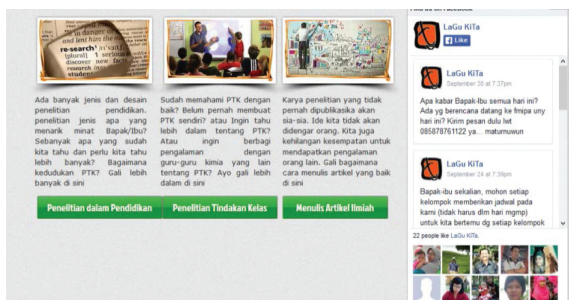 Find us on Facebook
LaGu KiTa
Like
re·search
Ada banyak jenis dan desain
penelitian pendidikan.
penelitian jenis apa yang
menarik minat Bapak/Ibu?
Sebanyak apa yang sudah
kita tahu dan perlu kita tahu
lebih banyak? Bagaimana
kedudukan PTK? Gali lebih
banyak di sini
Penelitian dalam Pendidikan
Sudah memahami PTK dengan
baik? Belum pernah membuat
PTK sendiri? atau Ingin tahu
lebih dalam tentang PTK?
Atau ingin berbagi
pengalaman dengan
guru-guru kimia yang lain
tentang PTK? Ayo gali lebih
dalam di sini
Penelitian Tindakan Kelas
Karya penelitian yang tidak
pernah dipublikasika akan
sia-sia. Ide kita tidak akan
didengar orang. Kita juga
kehilangan kesempatan untuk
mendapatkan pengalaman
orang lain. Gali bagaimana
cara menulis artikel yang baik
di sini
Menulis Artikel Ilmiah
LaGu KiTa
September 30 at 7:37pm
Apa kabar Bapak-Ibu semua hari ini?
Ada yg berencana datang ke fmipa uny
hari ini? Kirim pesan dulu lwt
085878761122 ya... maturnuwun
LaGu KiTa
September 24 at 7:39pm
Bapak-ibu sekalian, mohon setiap
kelompok memberikan jadwal pada
kami (tidak harus dlm hari mgmp)
untuk kita bertemu dg setiap kelompok
22 people like LaGu KiTa.